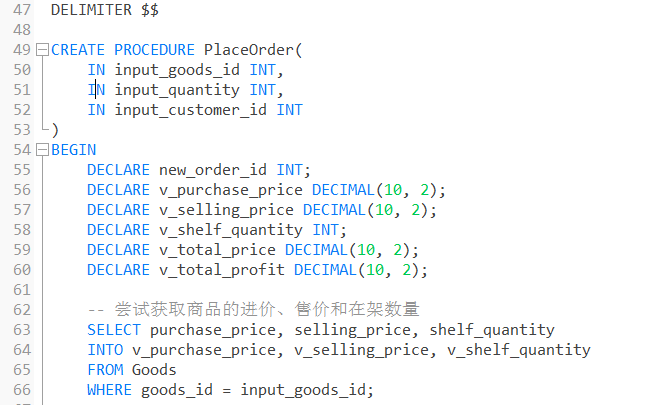 47 DELIMITER $$
48
49 CREATE PROCEDURE PlaceOrder(
50 IN input_goods_id INT,
51 IN input_quantity INT,
52 IN input_customer_id INT
53 )
54 BEGIN
55 DECLARE new_order_id INT;
56 DECLARE v_purchase_price DECIMAL(10, 2);
57 DECLARE v_selling_price DECIMAL(10, 2);
58 DECLARE v_shelf_quantity INT;
59 DECLARE v_total_price DECIMAL(10, 2);
60 DECLARE v_total_profit DECIMAL(10, 2);
61
62 -- 尝试获取商品的进价、售价和在架数量
63 SELECT purchase_price, selling_price, shelf_quantity
64 INTO v_purchase_price, v_selling_price, v_shelf_quantity
65 FROM Goods
66 WHERE goods_id = input_goods_id;